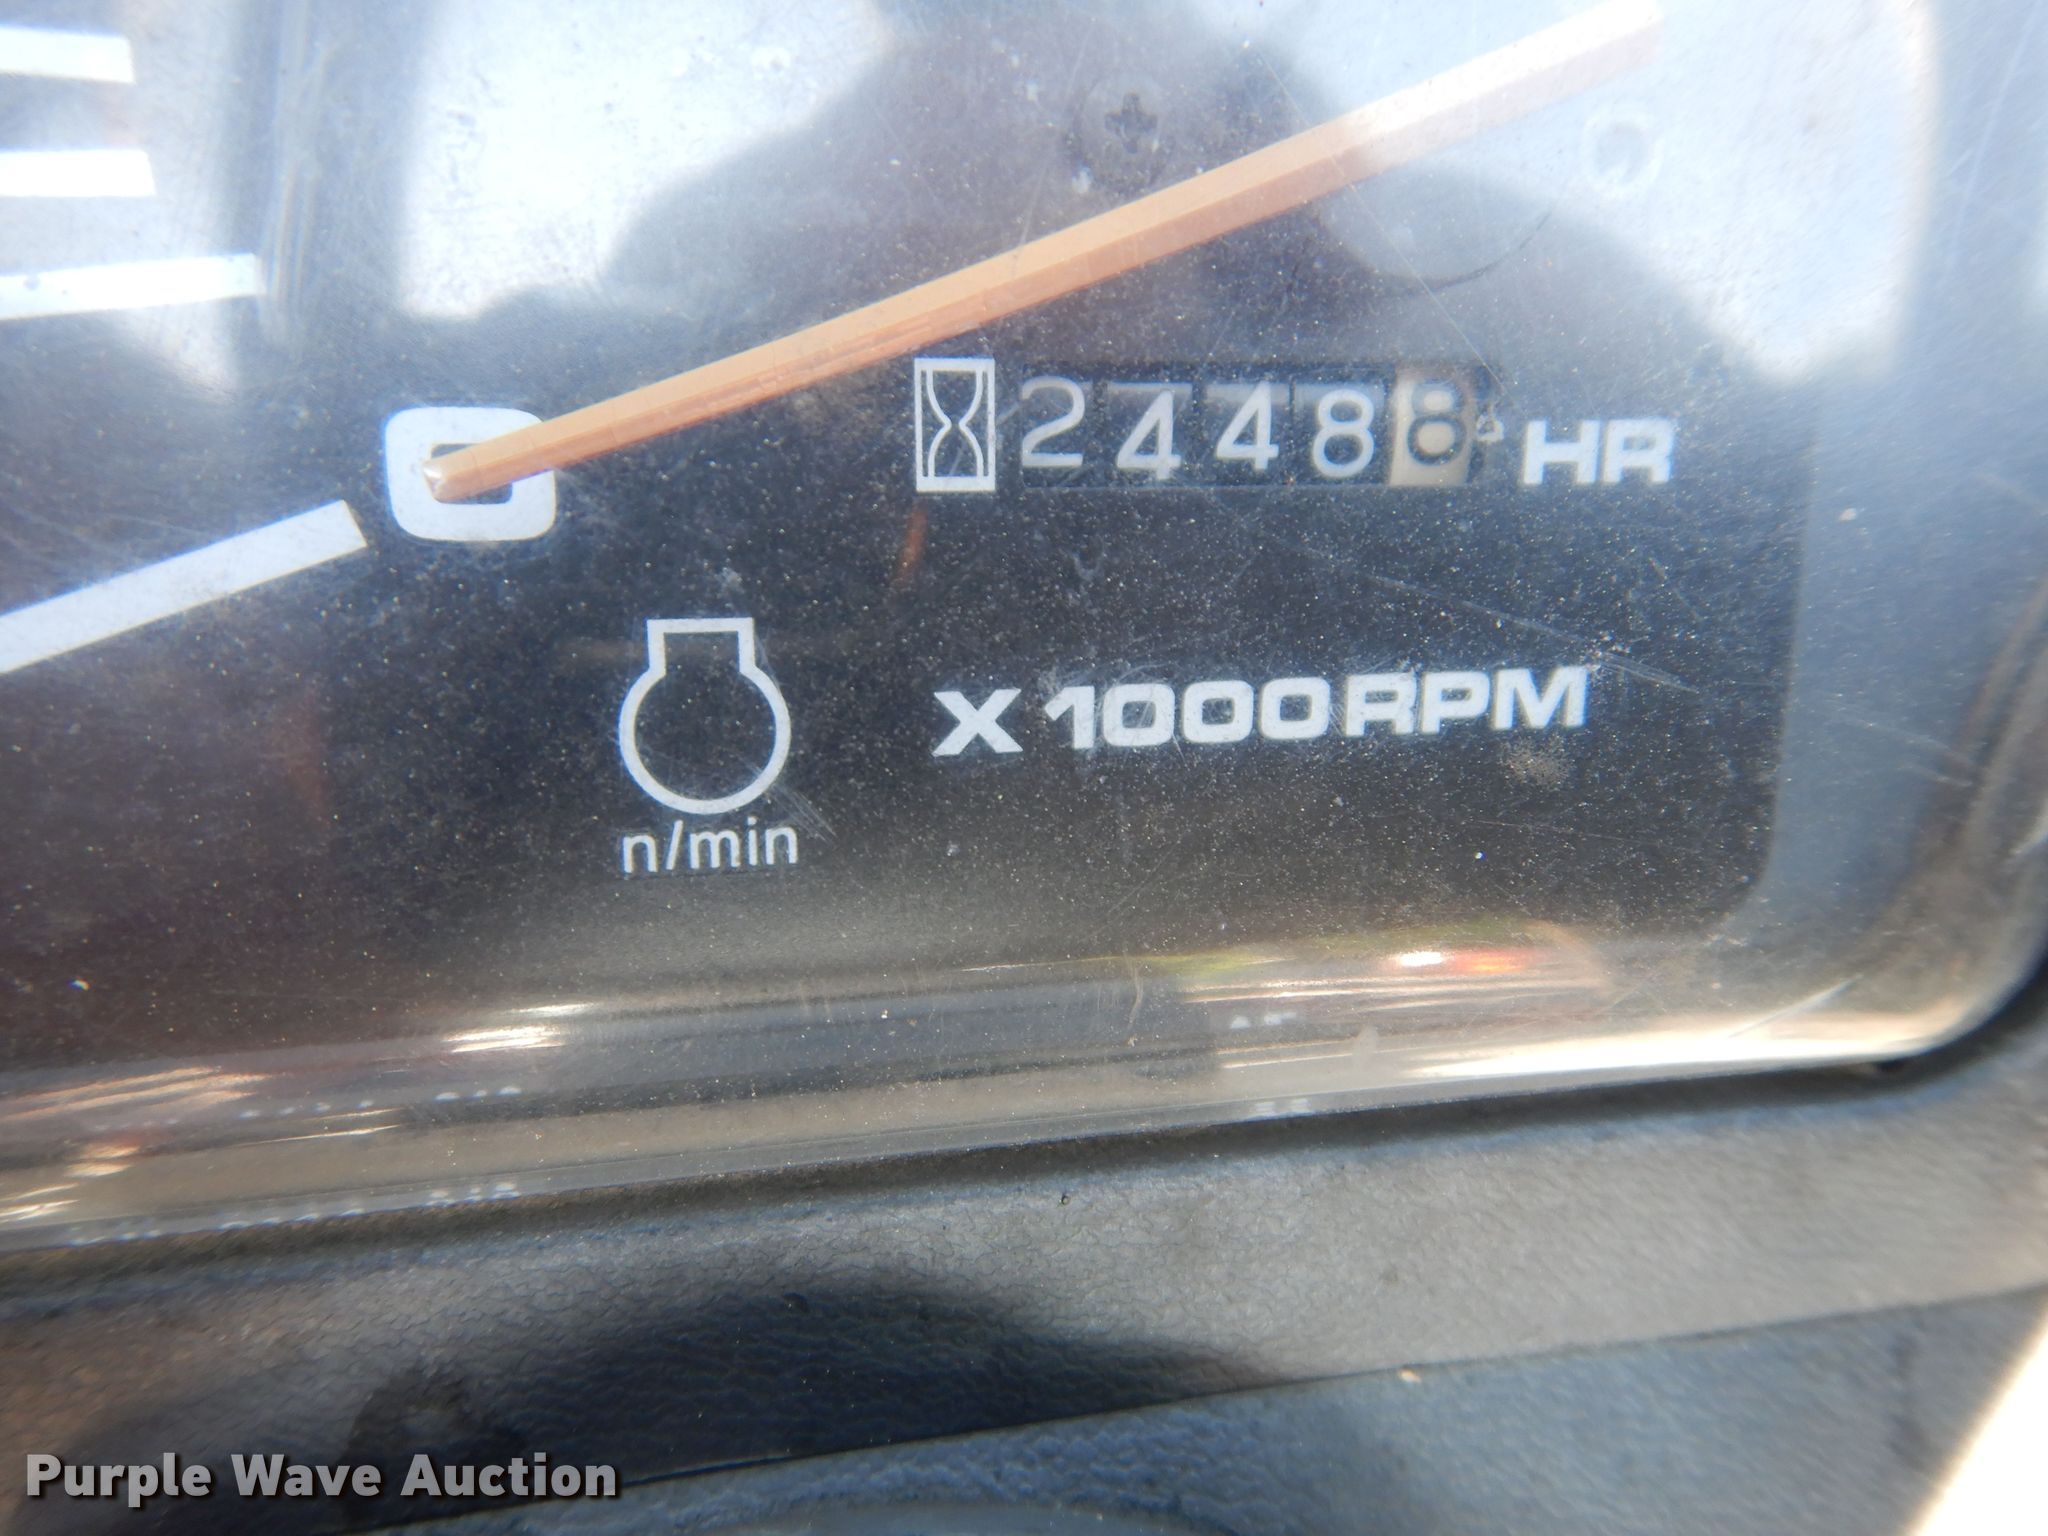 24488 HR
0
X 1000 RPM
n/min
Purple Wave Auction